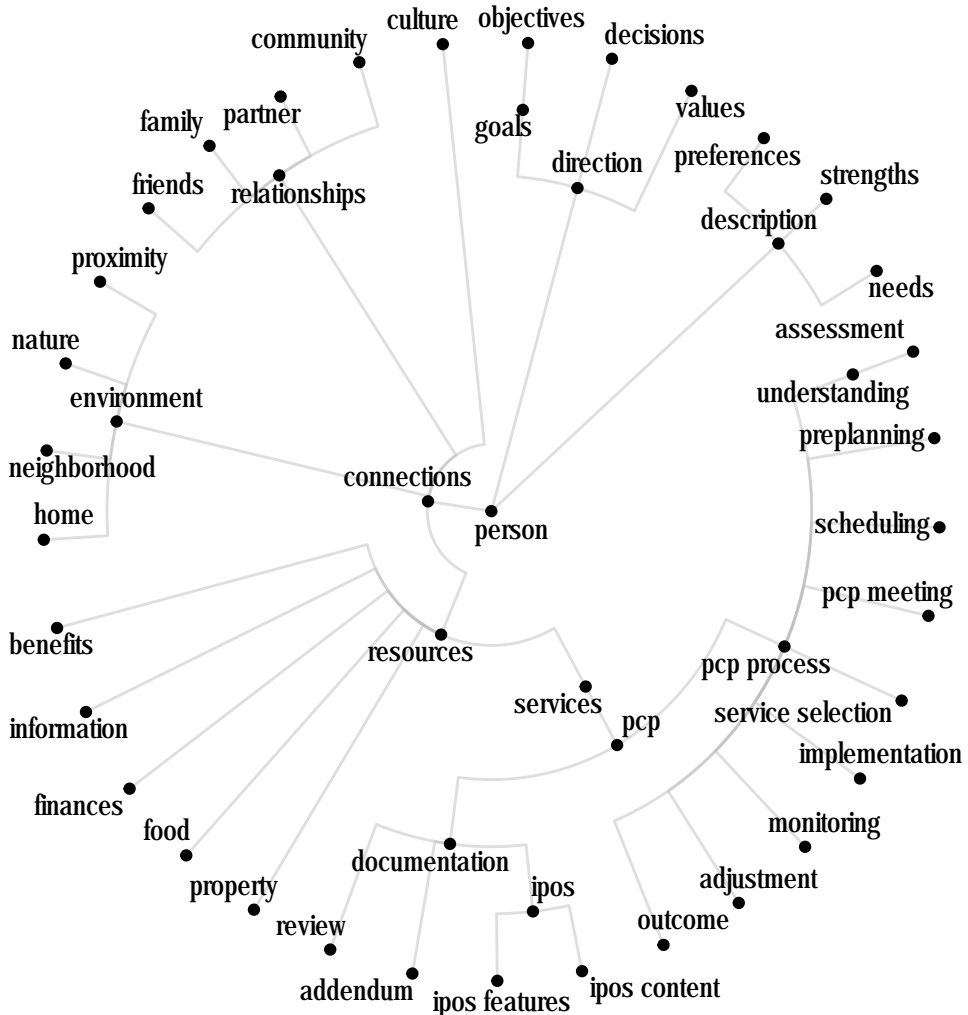 culture
objectives
decisions
community
values
partner
goals
family
direction
preferences
friends
relationships
strengths
description
proximity
needs
nature
assessment
environment
understanding
preplanning
neighborhood
connections
home
person
scheduling
pcp meeting
benefits
resources
pcp process
services
pcp
service selection
information
implementation
finances
food
monitoring
documentation
property
ipos
adjustment
review
outcome
addendum
ipos features
ipos content